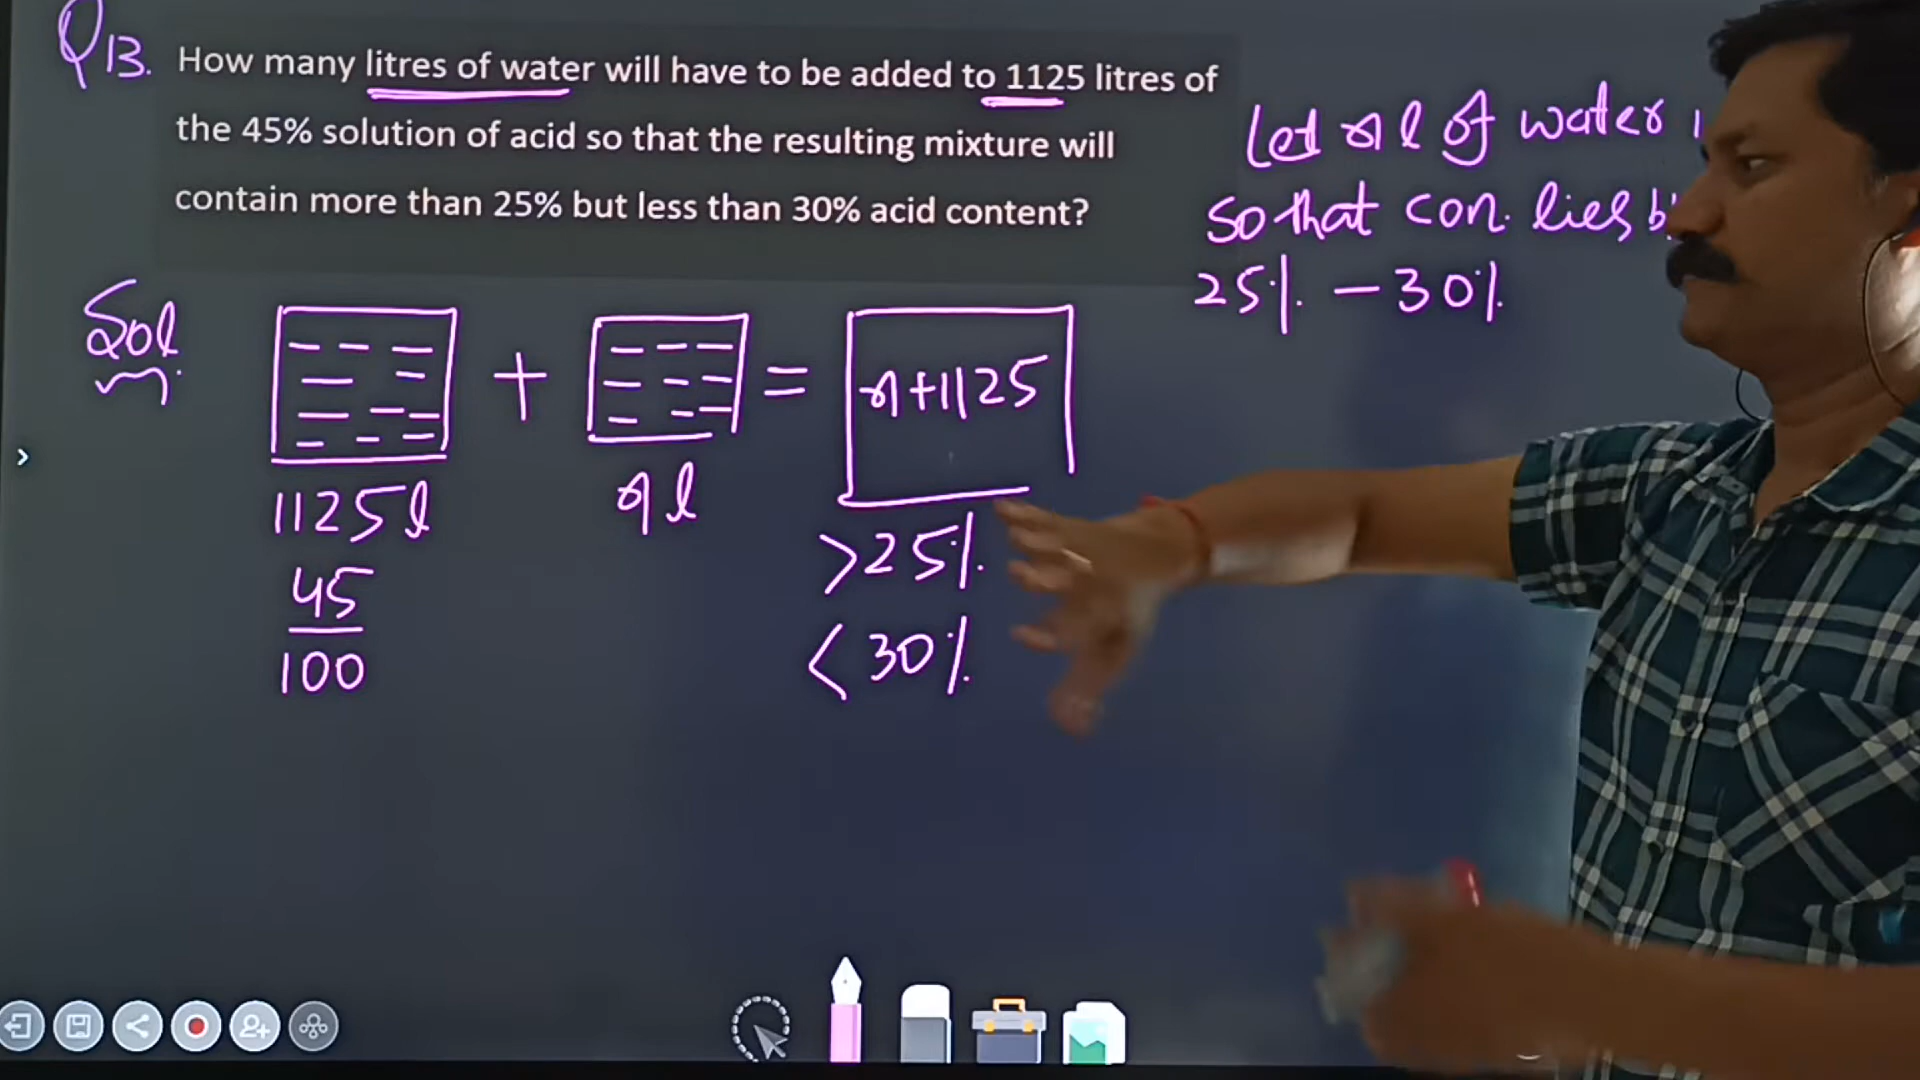 Q13. How many litres of water will have to be added to 1125 litres of
the 45% solution of acid so that the resulting mixture will
contain more than 25% but less than 30% acid content?
Let x l of water
so that con. lies
25% - 30%
Sol
+ = x+1125
1125 l x l
>25%
45
100
<30%